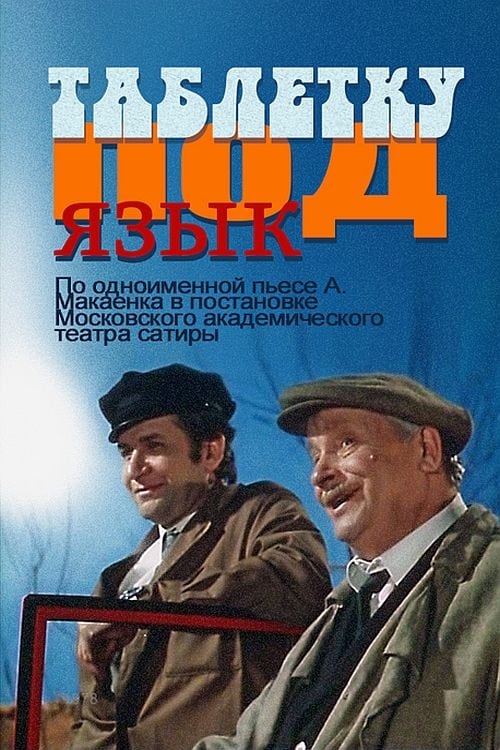 ТАБЛЕТКУ
ПОД
ЯЗЫК
По одноименной пьесе А.
Макаёнка в постановке
Московского академического
театра сатиры